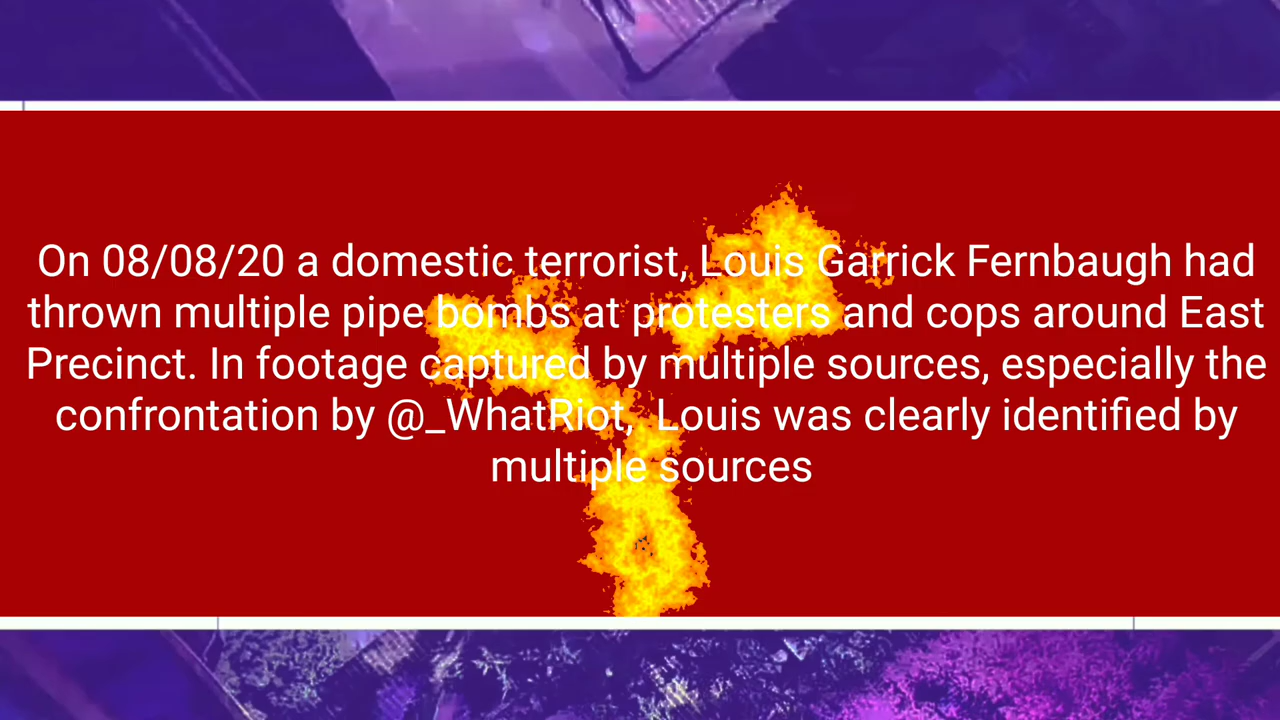 On 08/08/20 a domestic terrorist, Louis Garrick Fernbaugh had
thrown multiple pipe bombs at protesters and cops around East
Precinct. In footage captured by multiple sources, especially the
confrontation by @_WhatRiot,  Louis was clearly identified by
multiple sources